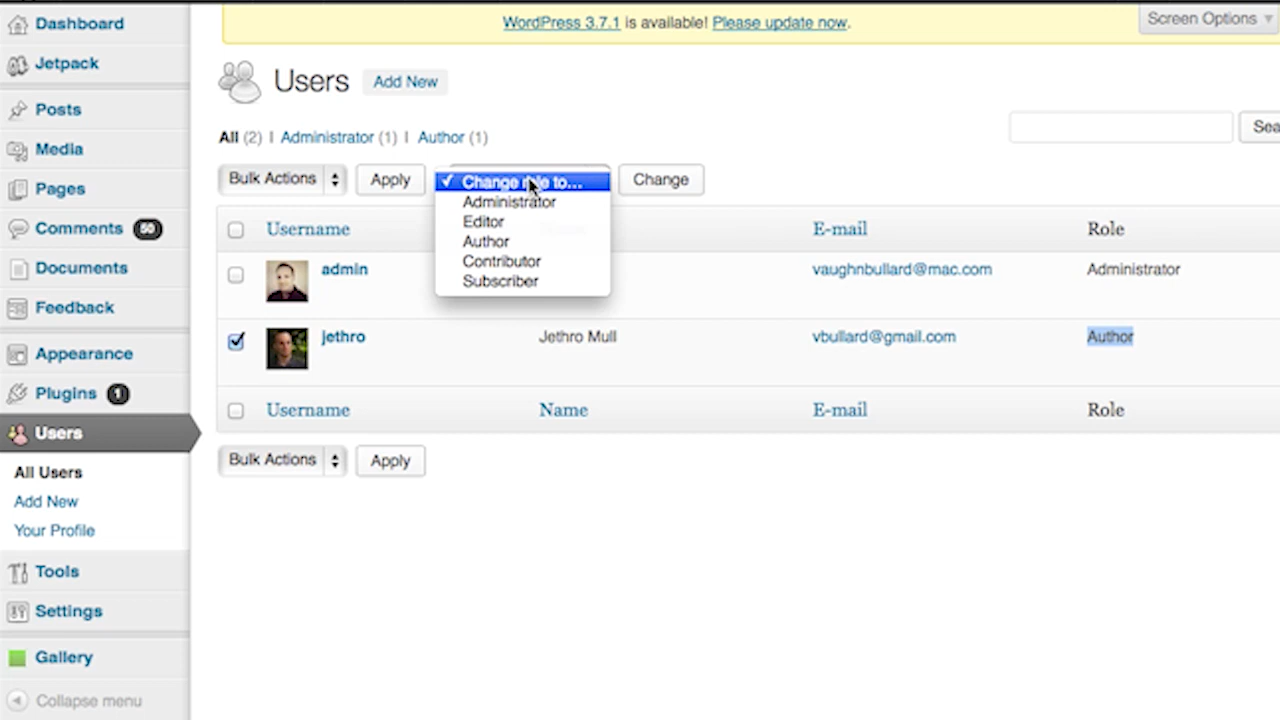 WordPress 3.7.1 is available! Please update now.
Screen Options
Dashboard
Jetpack
Posts
Media
Pages
Comments 50
Documents
Feedback
Appearance
Plugins 1
Users
All Users
Add New
Your Profile
Tools
Settings
Gallery
Collapse menu
Users Add New
All (2) | Administrator (1) | Author (1)
Bulk Actions Apply Change role to... Change
Administrator
Editor
Author
Contributor
Subscriber
Username E-mail Role
admin vaughnbullard@mac.com Administrator
jethro Jethro Mull vbullard@gmail.com Author
Username Name E-mail Role
Bulk Actions Apply